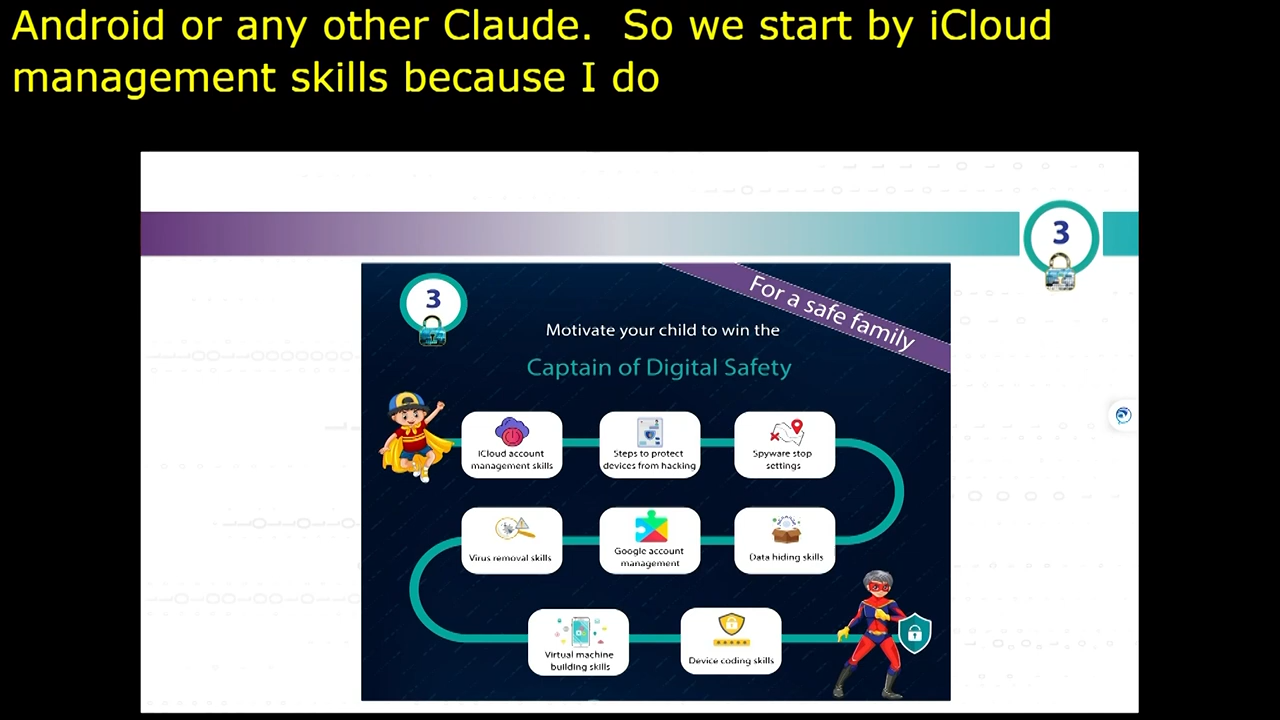 Android or any other Claude.  So we start by iCloud
management skills because I do
3
For a safe family
3
Motivate your child to win the
Captain of Digital Safety
iCloud account
management skills
Steps to protect
devices from hacking
Spyware stop
settings
Virus removal skills
Google account
management
Data hiding skills
Virtual machine
building skills
Device coding skills